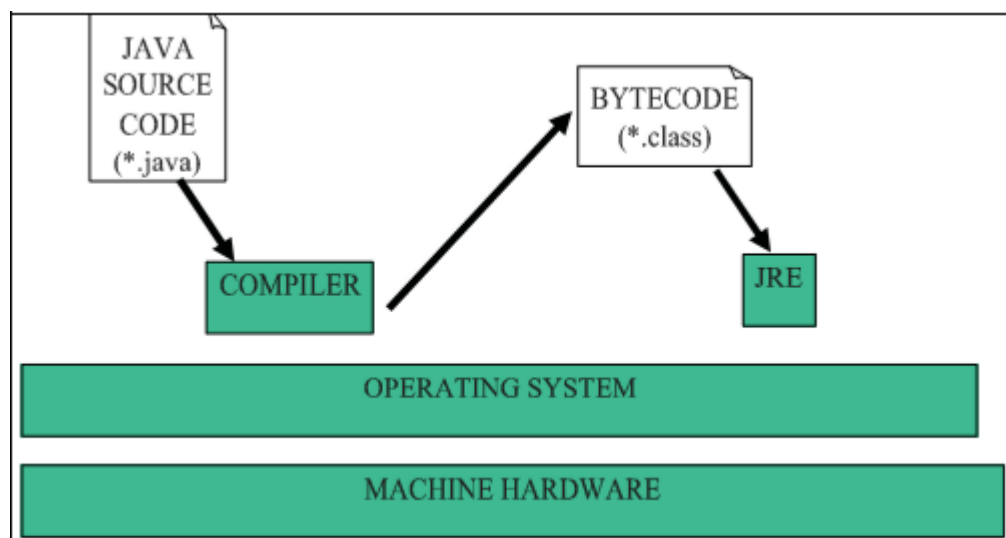 JAVA
SOURCE
CODE
(*.java)
BYTECODE
(*.class)
COMPILER
JRE
OPERATING SYSTEM
MACHINE HARDWARE